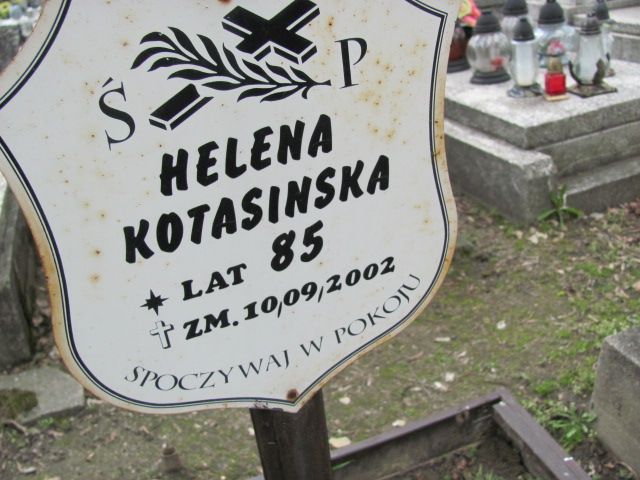 Ś P
HELENA
KOTASINSKA
LAT 85
ZM. 10,09,2002
SPOCZYWAJ W POKOJU